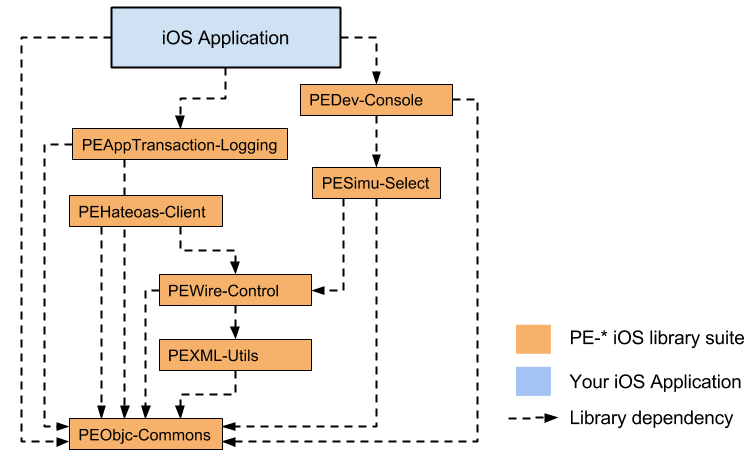 iOS Application
PEDev-Console
PEAppTransaction-Logging
PESimu-Select
PEHateoas-Client
PEWire-Control
PEXML-Utils
PEObjc-Commons
PE-* iOS library suite
Your iOS Application
Library dependency